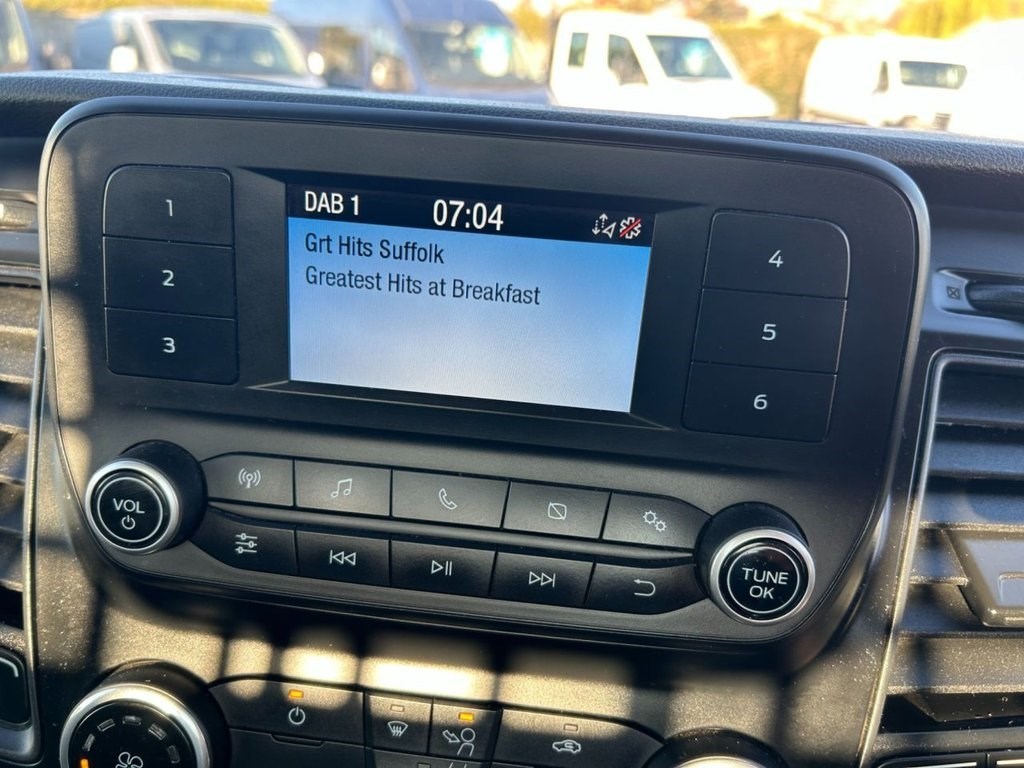 DAB 1 07:04
Grt Hits Suffolk
Greatest Hits at Breakfast
1
2
3
4
5
6
VOL
TUNE
OK